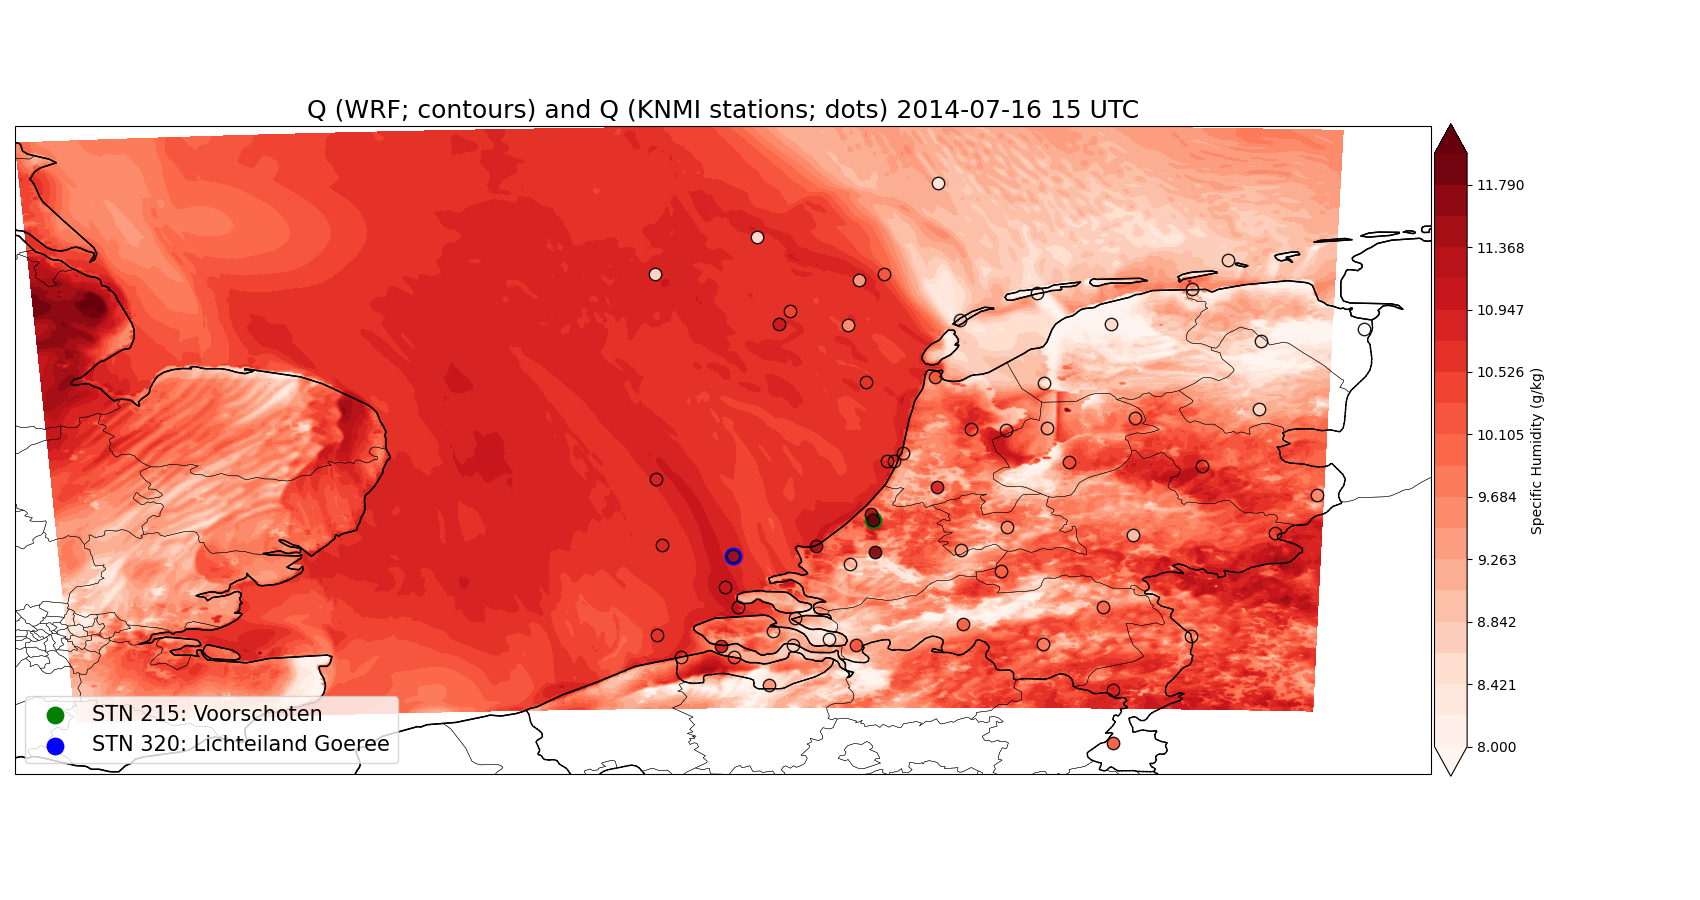 Q (WRF; contours) and Q (KNMI stations; dots) 2014-07-16 15 UTC
11.790
11.368
10.947
10.526
10.105
9.684
9.263
8.842
8.421
8.000
Specific Humidity (g/kg)
STN 215: Voorschoten
STN 320: Lichteiland Goeree